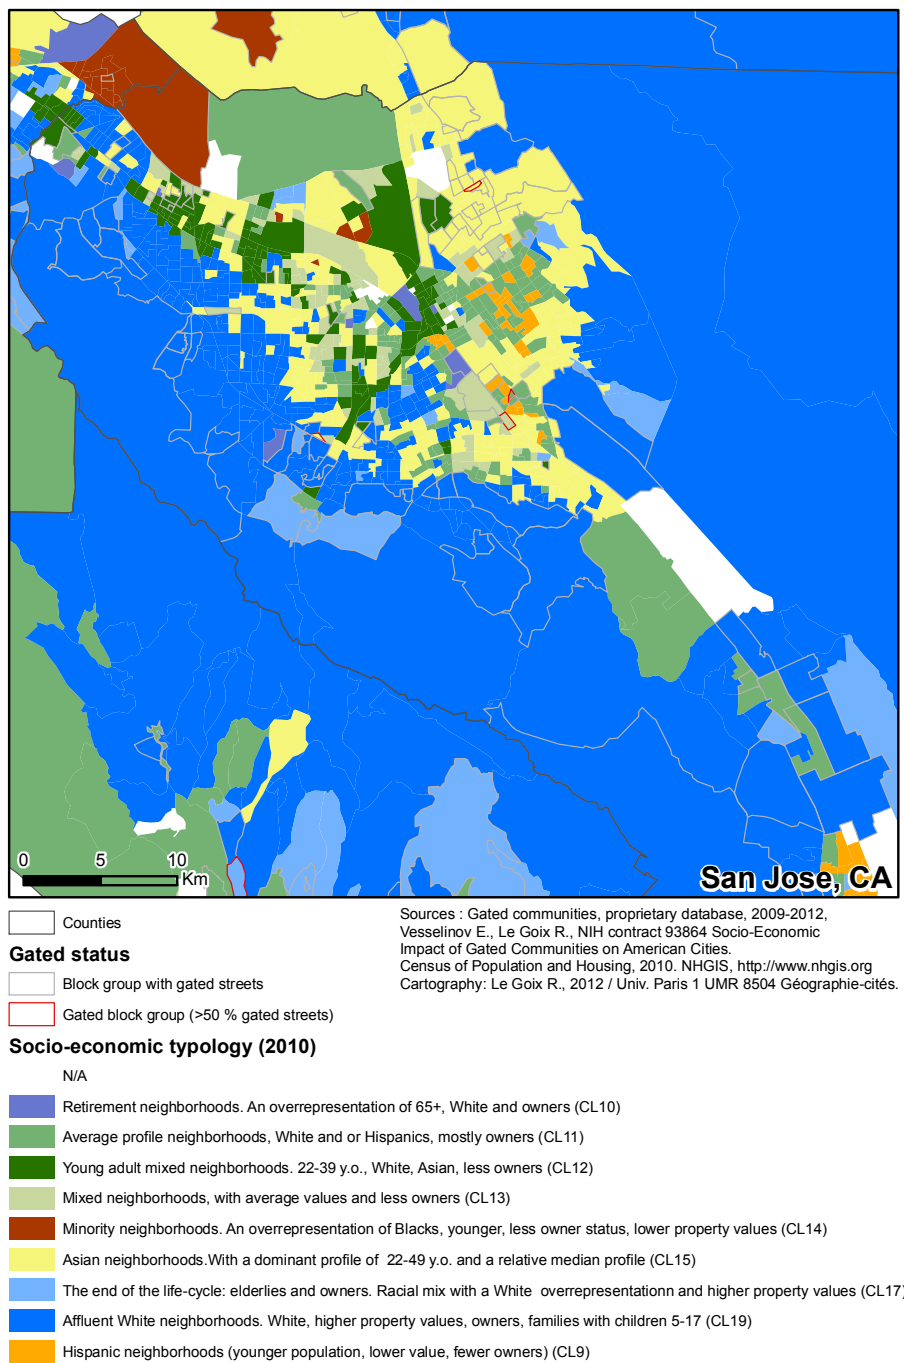 0 5 10
Km
San Jose, CA
Counties
Gated status
Block group with gated streets
Gated block group (>50 % gated streets)
Sources : Gated communities, proprietary database, 2009-2012,
Vesselinov E., Le Goix R., NIH contract 93864 Socio-Economic
Impact of Gated Communities on American Cities.
Census of Population and Housing, 2010. NHGIS, http://www.nhgis.org
Cartography: Le Goix R., 2012 / Univ. Paris 1 UMR 8504 Géographie-cités.
Socio-economic typology (2010)
N/A
Retirement neighborhoods. An overrepresentation of 65+, White and owners (CL10)
Average profile neighborhoods, White and or Hispanics, mostly owners (CL11)
Young adult mixed neighborhoods. 22-39 y.o., White, Asian, less owners (CL12)
Mixed neighborhoods, with average values and less owners (CL13)
Minority neighborhoods. An overrepresentation of Blacks, younger, less owner status, lower property values (CL14)
Asian neighborhoods.With a dominant profile of 22-49 y.o. and a relative median profile (CL15)
The end of the life-cycle: elderlies and owners. Racial mix with a White overrepresentationn and higher property values (CL17)
Affluent White neighborhoods. White, higher property values, owners, families with children 5-17 (CL19)
Hispanic neighborhoods (younger population, lower value, fewer owners) (CL9)